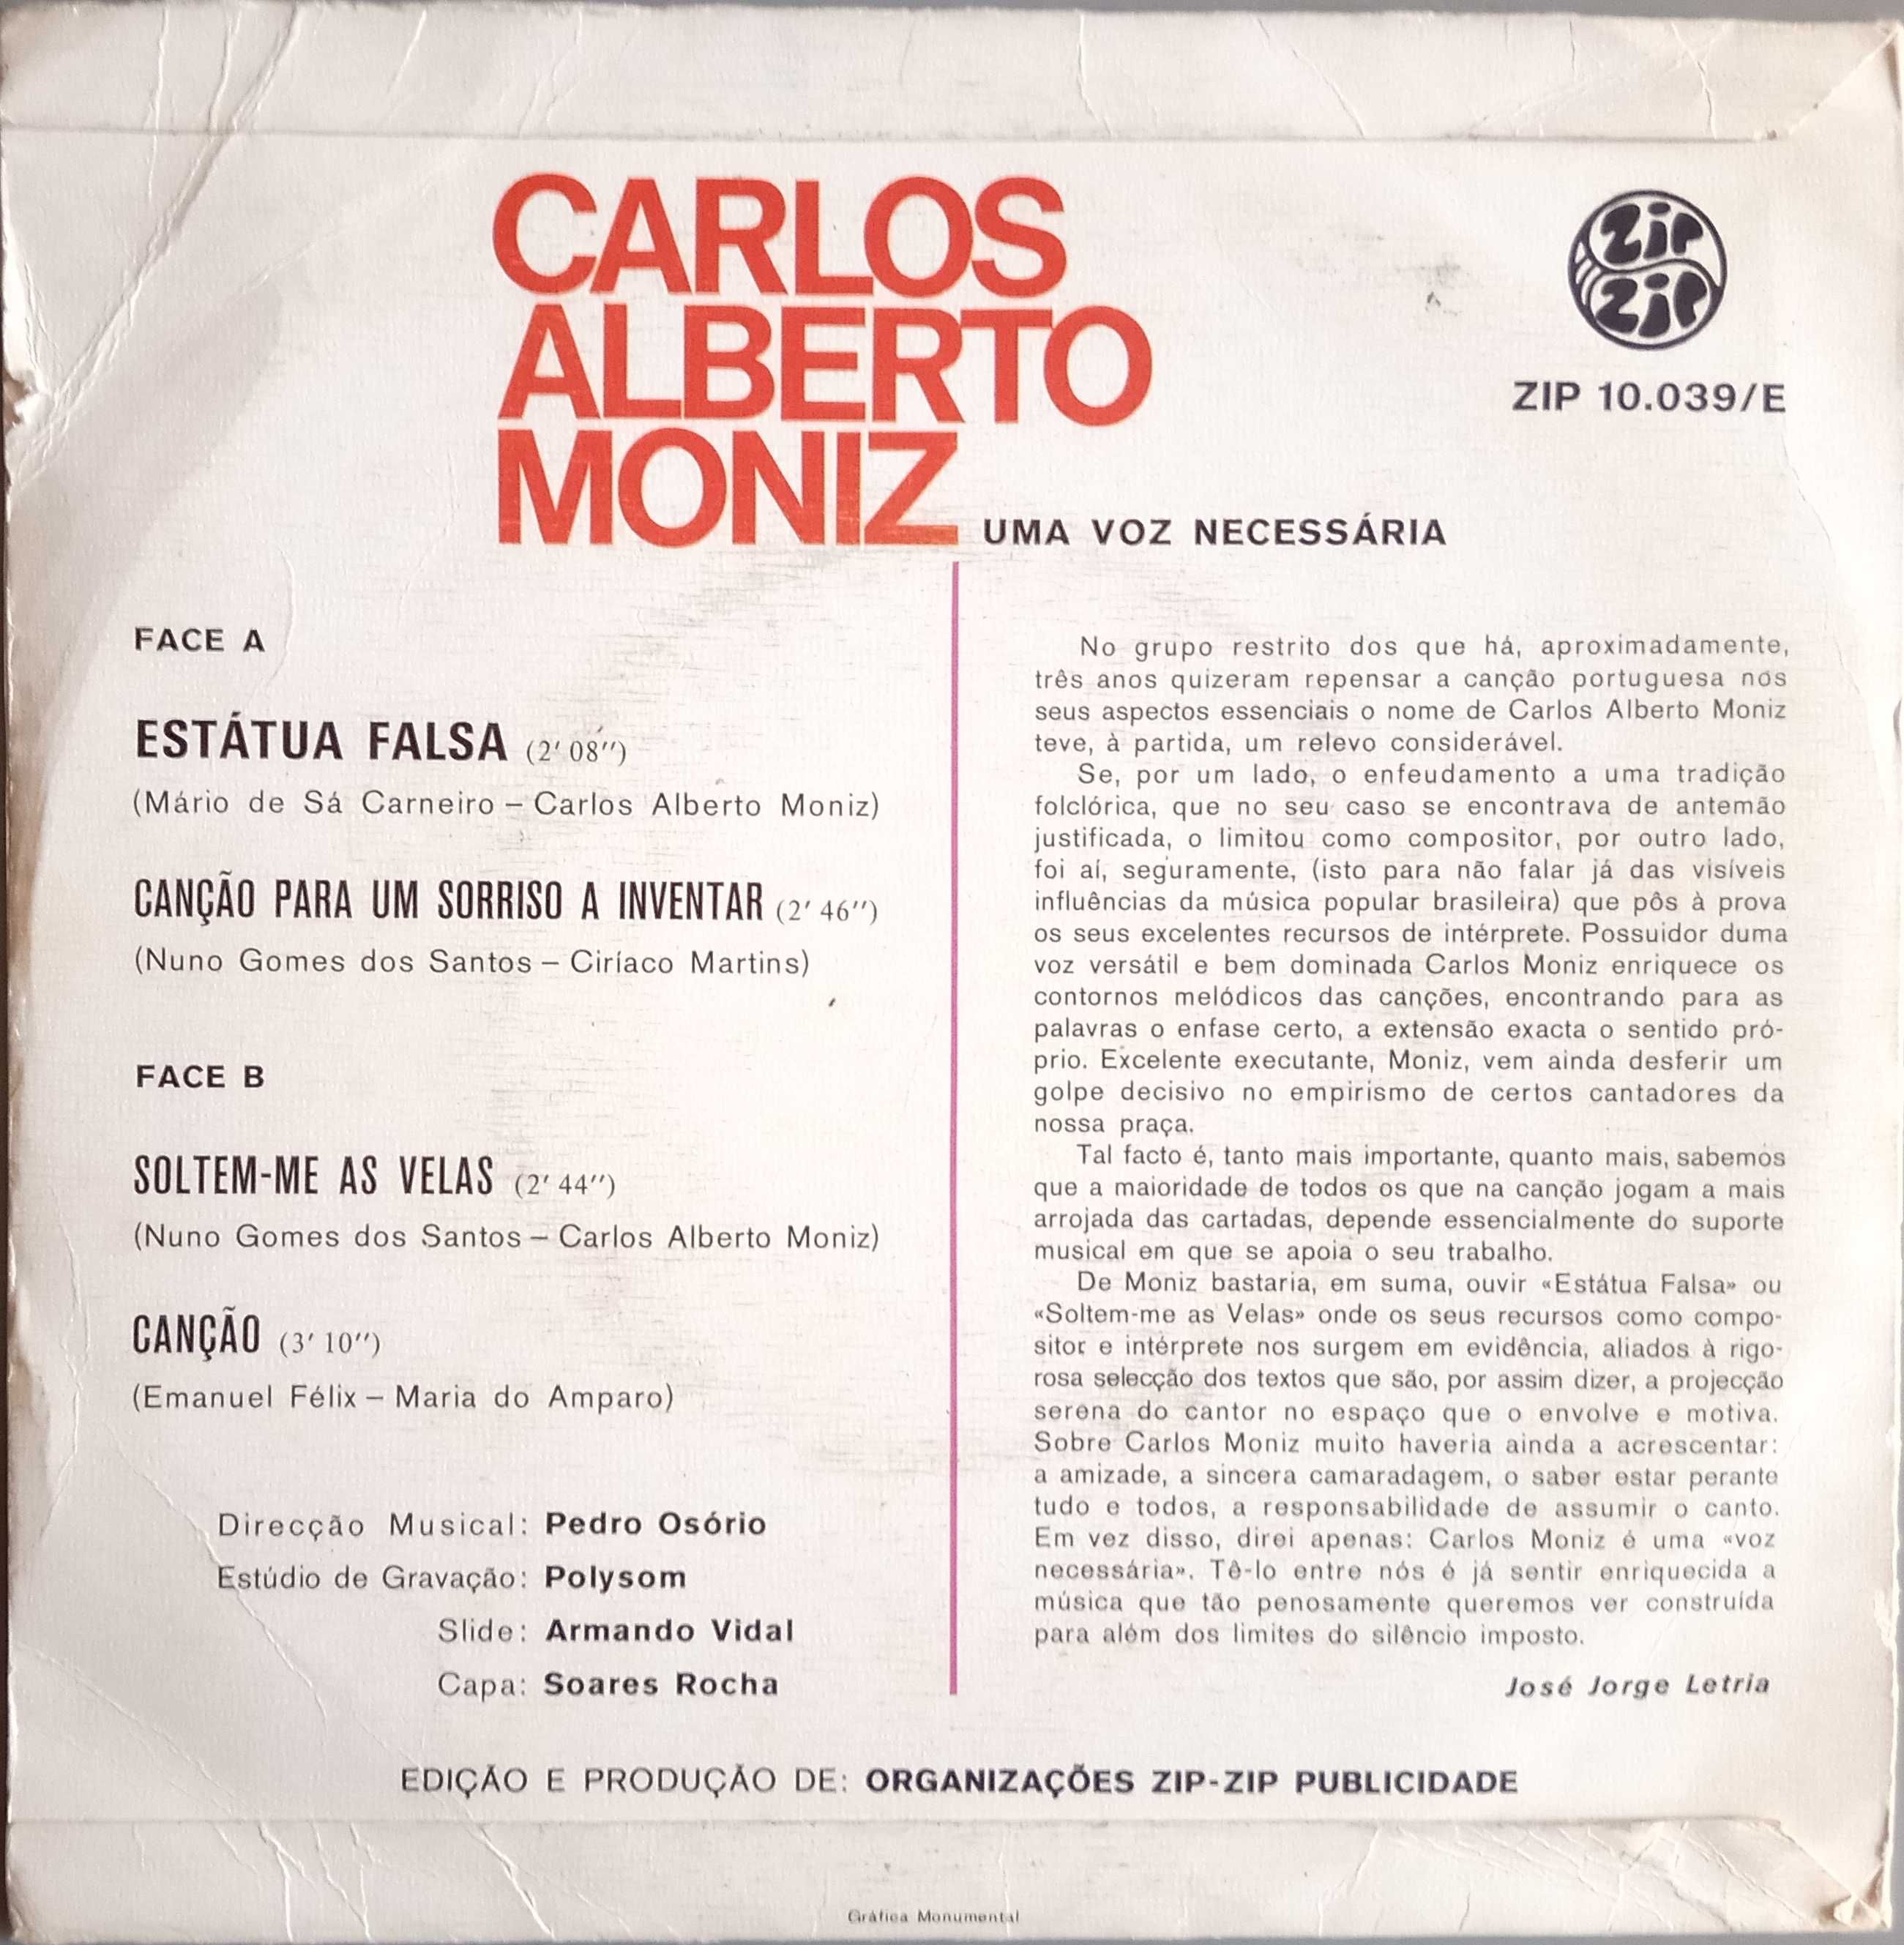 CARLOS
ALBERTO
MONIZ
UMA VOZ NECESSÁRIA
ZIP
ZIP
ZIP 10.039/E
FACE A
ESTÁTUA FALSA (2' 08'')
(Mário de Sá Carneiro – Carlos Alberto Moniz)
CANÇÃO PARA UM SORRISO A INVENTAR (2' 46'')
(Nuno Gomes dos Santos – Ciríaco Martins)
FACE B
SOLTEM-ME AS VELAS (2' 44'')
(Nuno Gomes dos Santos – Carlos Alberto Moniz)
CANÇÃO (3' 10'')
(Emanuel Félix – Maria do Amparo)
Direcção Musical: Pedro Osório
Estúdio de Gravação: Polysom
Slide: Armando Vidal
Capa: Soares Rocha
No grupo restrito dos que há, aproximadamente,
três anos quizeram repensar a canção portuguesa nos
seus aspectos essenciais o nome de Carlos Alberto Moniz
teve, à partida, um relevo considerável.
Se, por um lado, o enfeudamento a uma tradição
folclórica, que no seu caso se encontrava de antemão
justificada, o limitou como compositor, por outro lado,
foi aí, seguramente, (isto para não falar já das visíveis
influências da música popular brasileira) que pôs à prova
os seus excelentes recursos de intérprete. Possuidor duma
voz versátil e bem dominada Carlos Moniz enriquece os
contornos melódicos das canções, encontrando para as
palavras o enfase certo, a extensão exacta o sentido pró-
prio. Excelente executante, Moniz, vem ainda desferir um
golpe decisivo no empirismo de certos cantadores da
nossa praça.
Tal facto é, tanto mais importante, quanto mais, sabemos
que a maioridade de todos os que na canção jogam a mais
arrojada das cartadas, depende essencialmente do suporte
musical em que se apoia o seu trabalho.
De Moniz bastaria, em suma, ouvir «Estátua Falsa» ou
«Soltem-me as Velas» onde os seus recursos como compo-
sitor e intérprete nos surgem em evidência, aliados à rigo-
rosa selecção dos textos que são, por assim dizer, a projecção
serena do cantor no espaço que o envolve e motiva.
Sobre Carlos Moniz muito haveria ainda a acrescentar:
a amizade, a sincera camaradagem, o saber estar perante
tudo e todos, a responsabilidade de assumir o canto.
Em vez disso, direi apenas: Carlos Moniz é uma «voz
necessária». Tê-lo entre nós é já sentir enriquecida a
música que tão penosamente queremos ver construída
para além dos limites do silêncio imposto.
José Jorge Letria
EDIÇÃO E PRODUÇÃO DE: ORGANIZAÇÕES ZIP-ZIP PUBLICIDADE
Gráfica Monumental